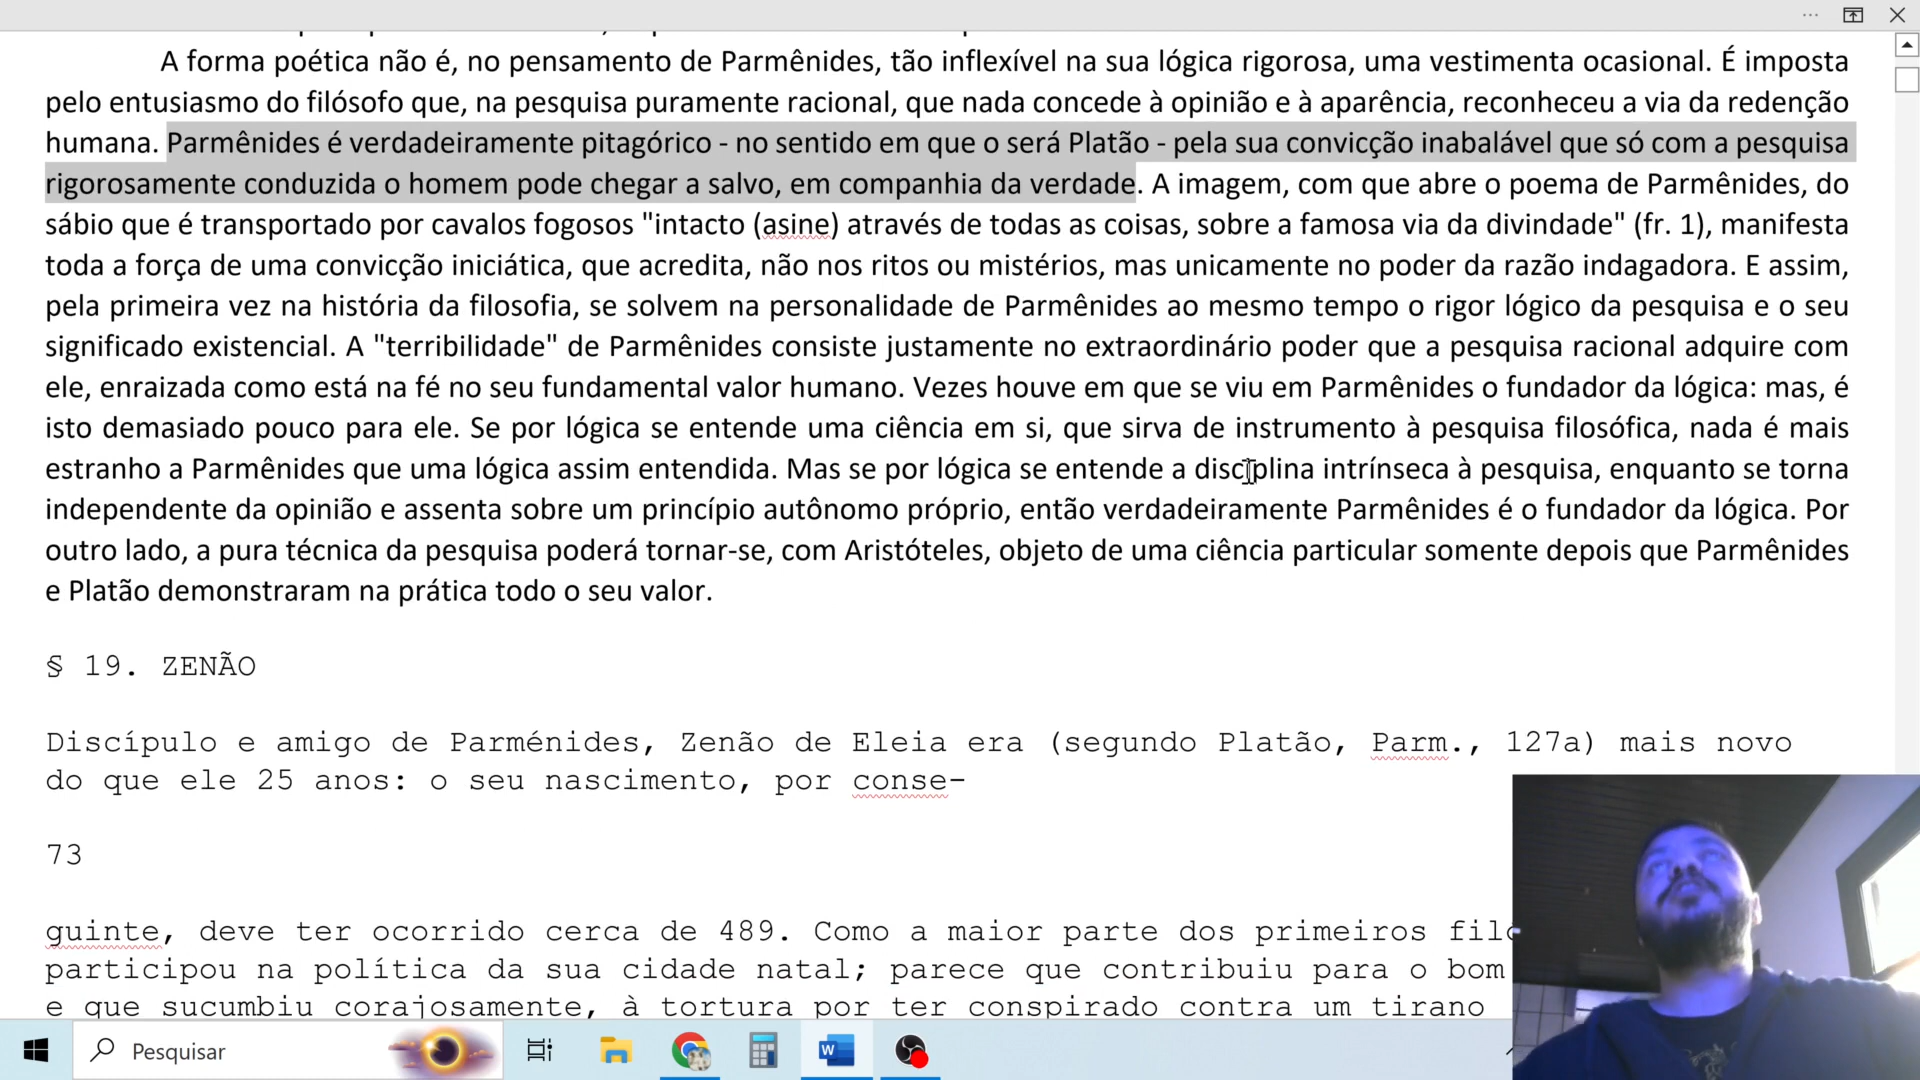 A forma poética não é, no pensamento de Parmênides, tão inflexível na sua lógica rigorosa, uma vestimenta ocasional. É imposta
pelo entusiasmo do filósofo que, na pesquisa puramente racional, que nada concede à opinião e à aparência, reconheceu a via da redenção
humana. Parmênides é verdadeiramente pitagórico - no sentido em que o será Platão - pela sua convicção inabalável que só com a pesquisa
rigorosamente conduzida o homem pode chegar a salvo, em companhia da verdade. A imagem, com que abre o poema de Parmênides, do
sábio que é transportado por cavalos fogosos "intacto (asine) através de todas as coisas, sobre a famosa via da divindade" (fr. 1), manifesta
toda a força de uma convicção iniciática, que acredita, não nos ritos ou mistérios, mas unicamente no poder da razão indagadora. E assim,
pela primeira vez na história da filosofia, se solvem na personalidade de Parmênides ao mesmo tempo o rigor lógico da pesquisa e o seu
significado existencial. A "terribilidade" de Parmênides consiste justamente no extraordinário poder que a pesquisa racional adquire com
ele, enraizada como está na fé no seu fundamental valor humano. Vezes houve em que se viu em Parmênides o fundador da lógica: mas, é
isto demasiado pouco para ele. Se por lógica se entende uma ciência em si, que sirva de instrumento à pesquisa filosófica, nada é mais
estranho a Parmênides que uma lógica assim entendida. Mas se por lógica se entende a disciplina intrínseca à pesquisa, enquanto se torna
independente da opinião e assenta sobre um princípio autônomo próprio, então verdadeiramente Parmênides é o fundador da lógica. Por
outro lado, a pura técnica da pesquisa poderá tornar-se, com Aristóteles, objeto de uma ciência particular somente depois que Parmênides
e Platão demonstraram na prática todo o seu valor.
§ 19. ZENÃO
Discípulo e amigo de Parménides, Zenão de Eleia era (segundo Platão, Parm., 127a) mais novo
do que ele 25 anos: o seu nascimento, por conse-
73
guinte, deve ter ocorrido cerca de 489. Como a maior parte dos primeiros
participou na política da sua cidade natal; parece que contribuiu para o bom
e que sucumbiu corajosamente, à tortura por ter conspirado contra um tirano
Pesquisar